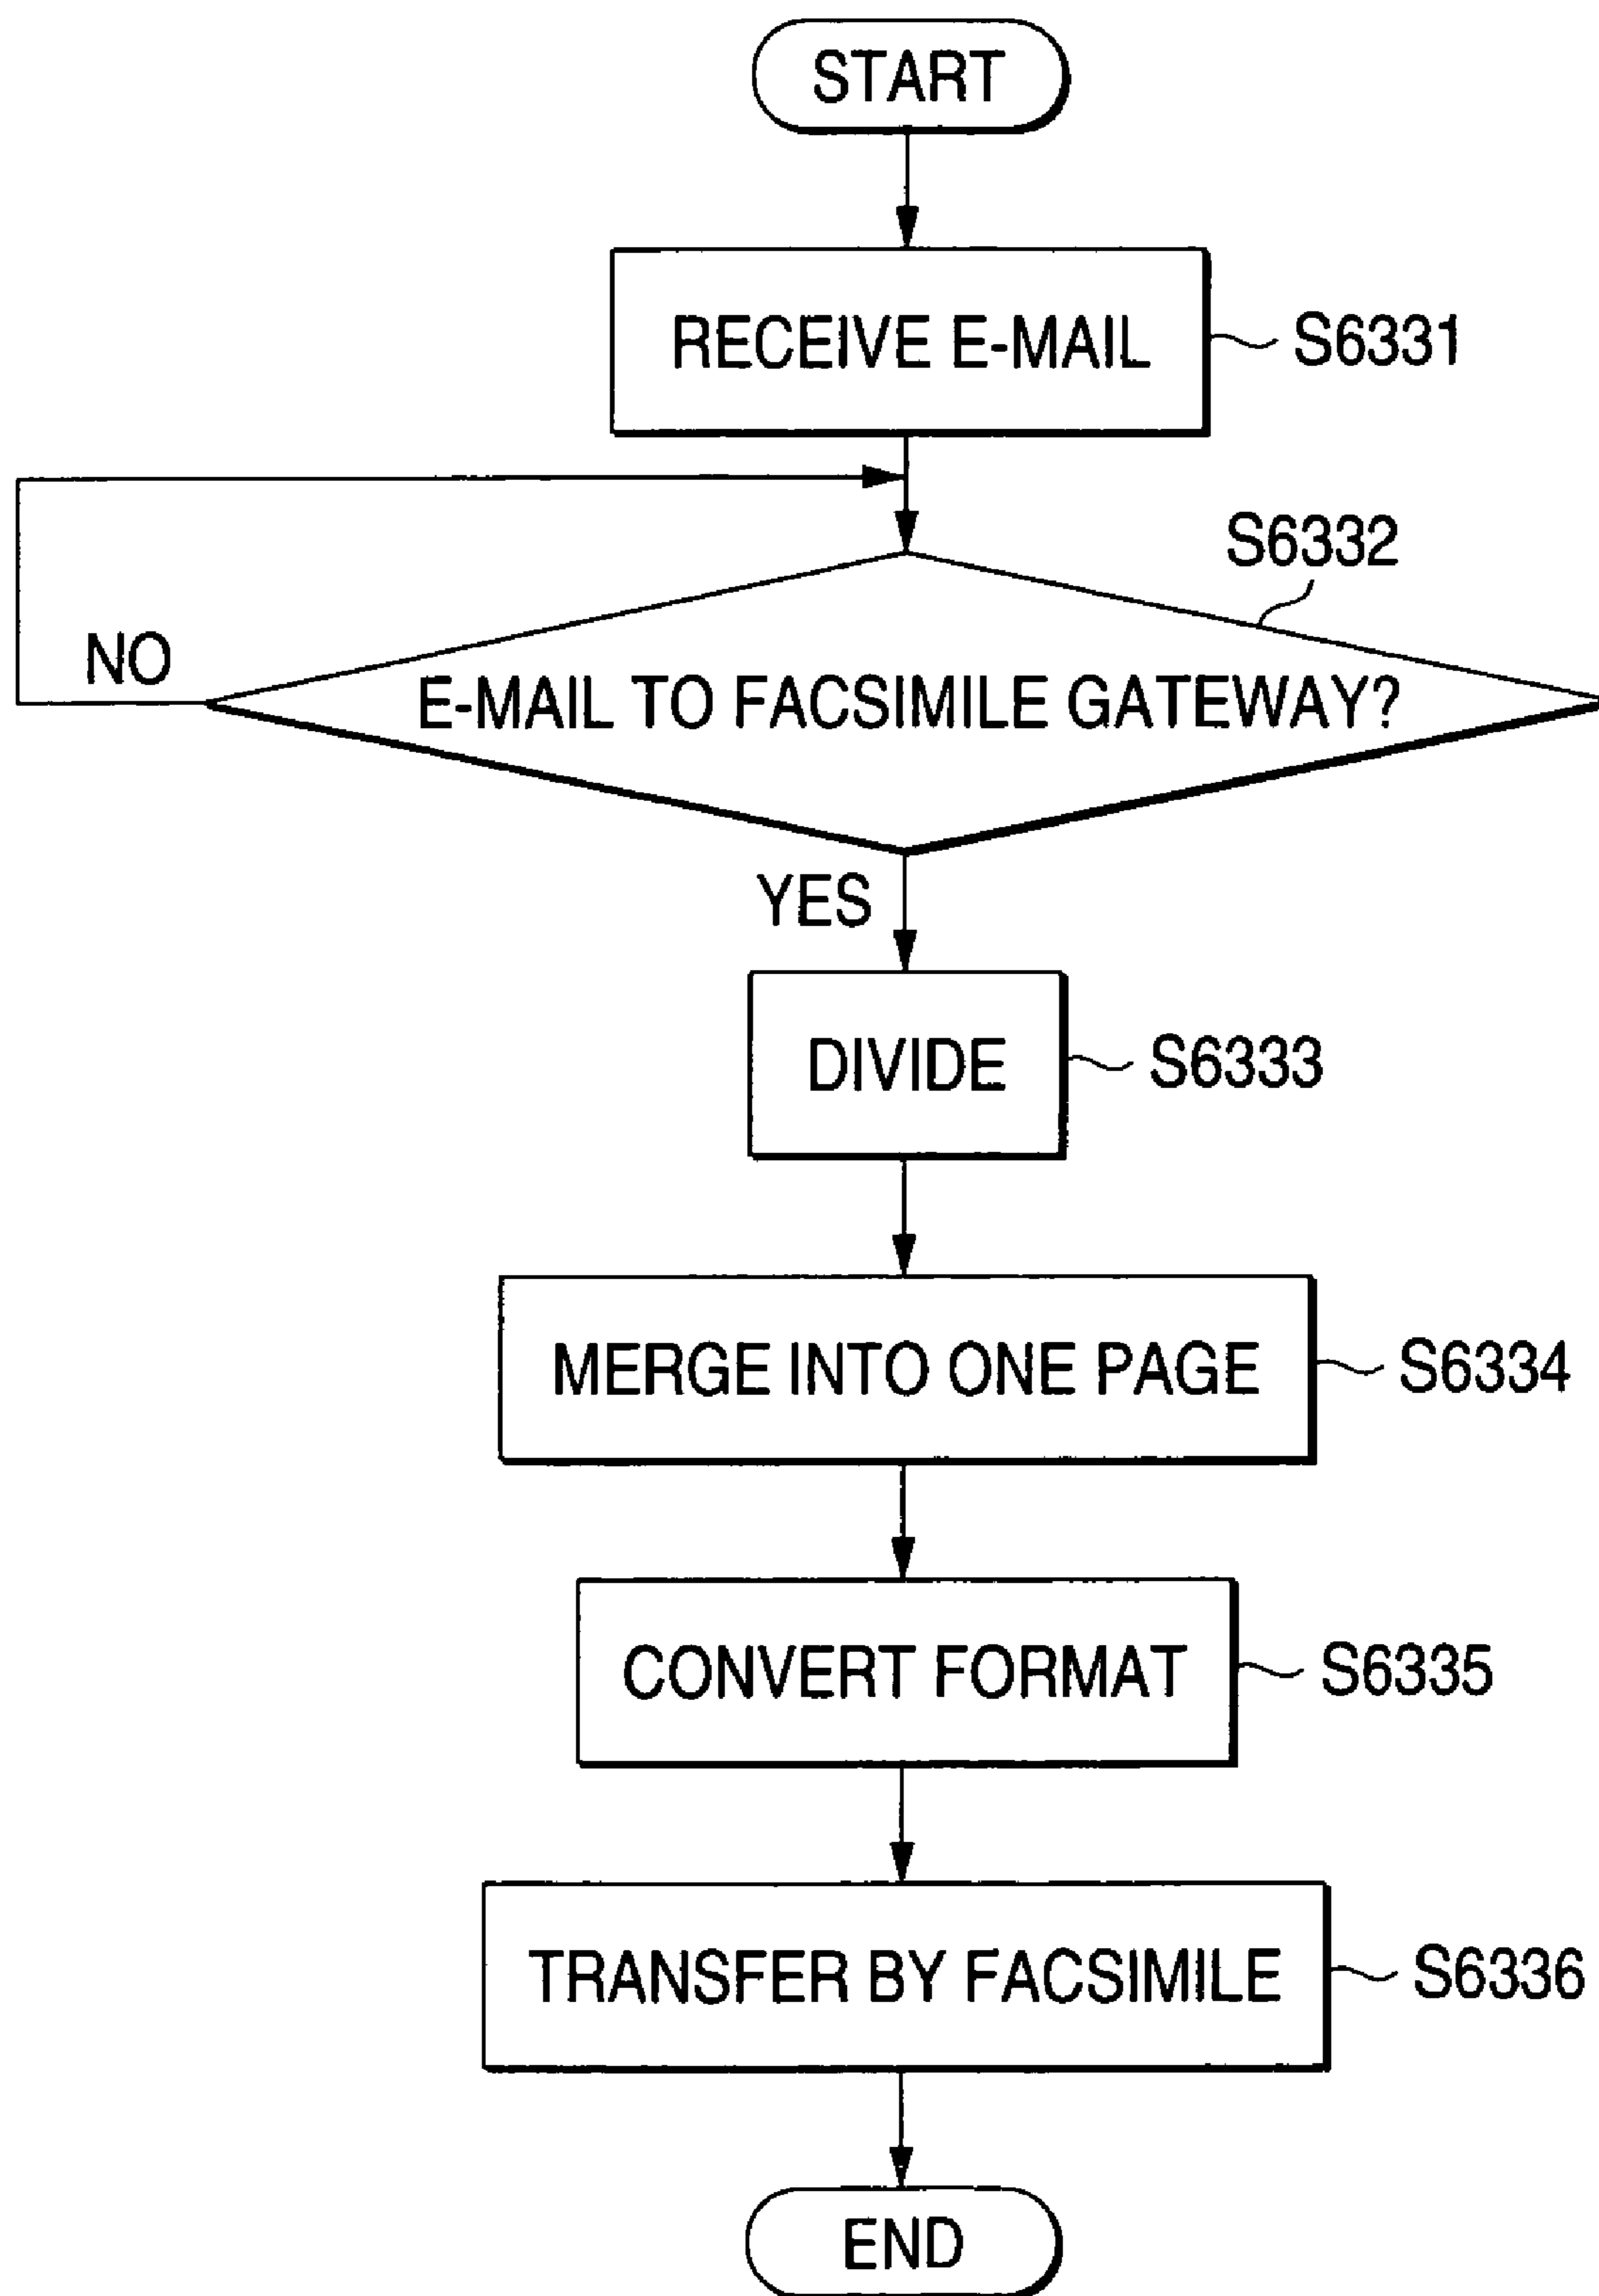 START
RECEIVE E-MAIL
S6331
S6332
NO
E-MAIL TO FACSIMILE GATEWAY?
YES
DIVIDE
S6333
MERGE INTO ONE PAGE
S6334
CONVERT FORMAT
S6335
TRANSFER BY FACSIMILE
S6336
END